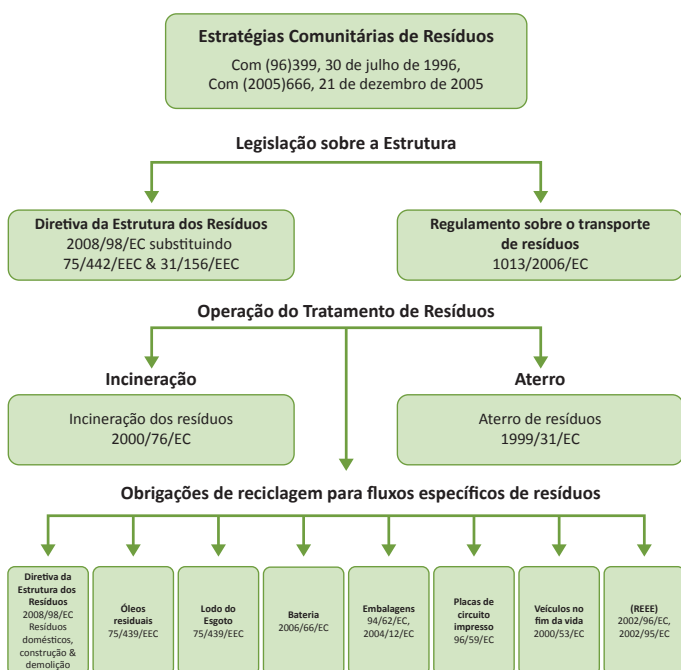 Estratégias Comunitárias de Resíduos
Com (96)399, 30 de julho de 1996,
Com (2005)666, 21 de dezembro de 2005
Legislação sobre a Estrutura
Diretiva da Estrutura dos Resíduos
2008/98/EC substituindo
75/442/EEC & 31/156/EEC
Regulamento sobre o transporte
de resíduos
1013/2006/EC
Operação do Tratamento de Resíduos
Incineração
Incineração dos resíduos
2000/76/EC
Aterro
Aterro de resíduos
1999/31/EC
Obrigações de reciclagem para fluxos específicos de resíduos
Diretiva da
Estrutura dos
Resíduos
2008/98/EC
Resíduos
domésticos,
construção &
demolição
Óleos
residuais
75/439/EEC
Lodo do
Esgoto
75/439/EEC
Bateria
2006/66/EC
Embalagens
94/62/EC,
2004/12/EC
Placas de
circuito
impresso
96/59/EC
Veículos no
fim da vida
2000/53/EC
(REEE)
2002/96/EC,
2002/95/EC